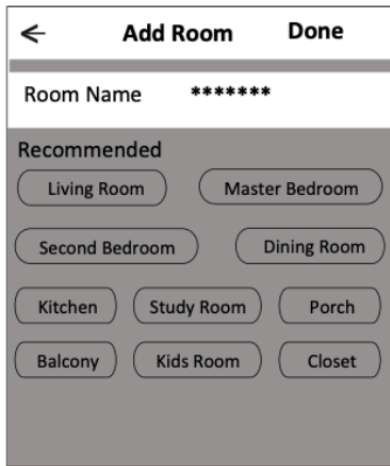 ← Add Room Done
Room Name *******
Recommended
Living Room Master Bedroom
Second Bedroom Dining Room
Kitchen Study Room Porch
Balcony Kids Room Closet